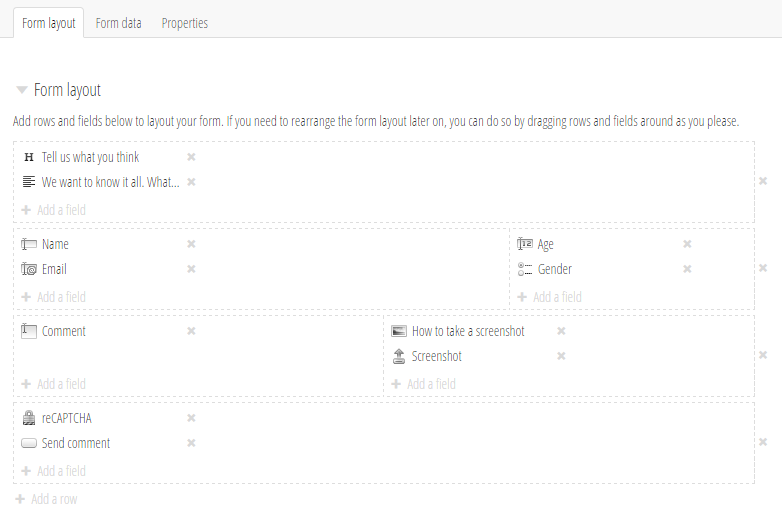 Form layout Form data Properties
Form layout
Add rows and fields below to layout your form. If you need to rearrange the form layout later on, you can do so by dragging rows and fields around as you please.
H Tell us what you think
We want to know it all. What...
Add a field
Name
Email
Add a field
Age
Gender
Add a field
Comment
Add a field
How to take a screenshot
Screenshot
Add a field
reCAPTCHA
Send comment
Add a field
Add a row